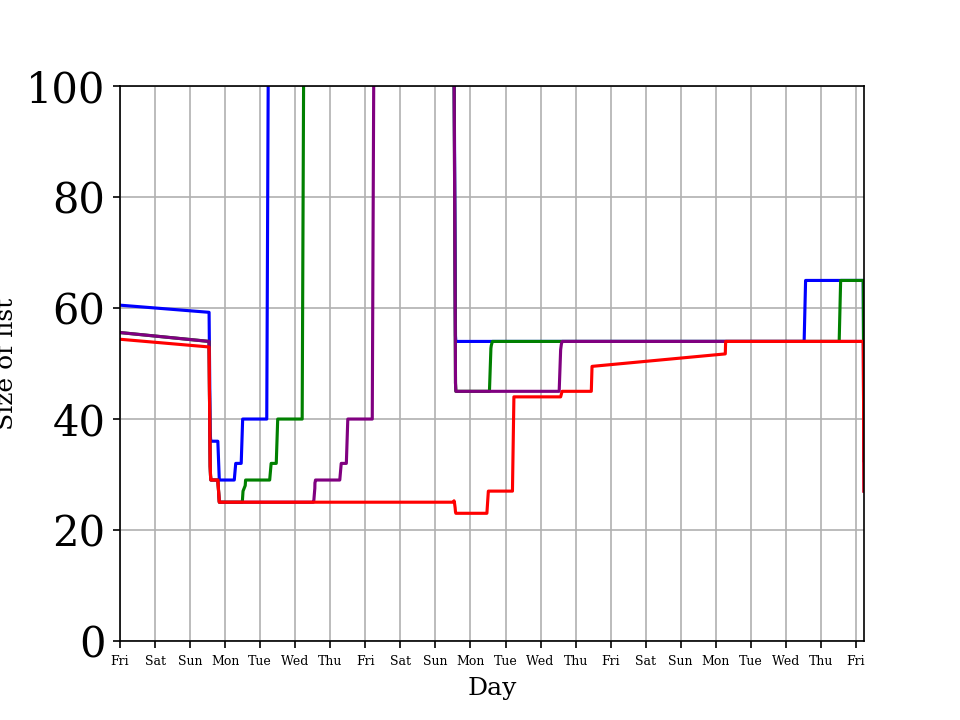 100
80
60
40
20
0
Size of list
Fri Sat Sun Mon Tue Wed Thu Fri Sat Sun Mon Tue Wed Thu Fri Sat Sun Mon Tue Wed Thu Fri
Day